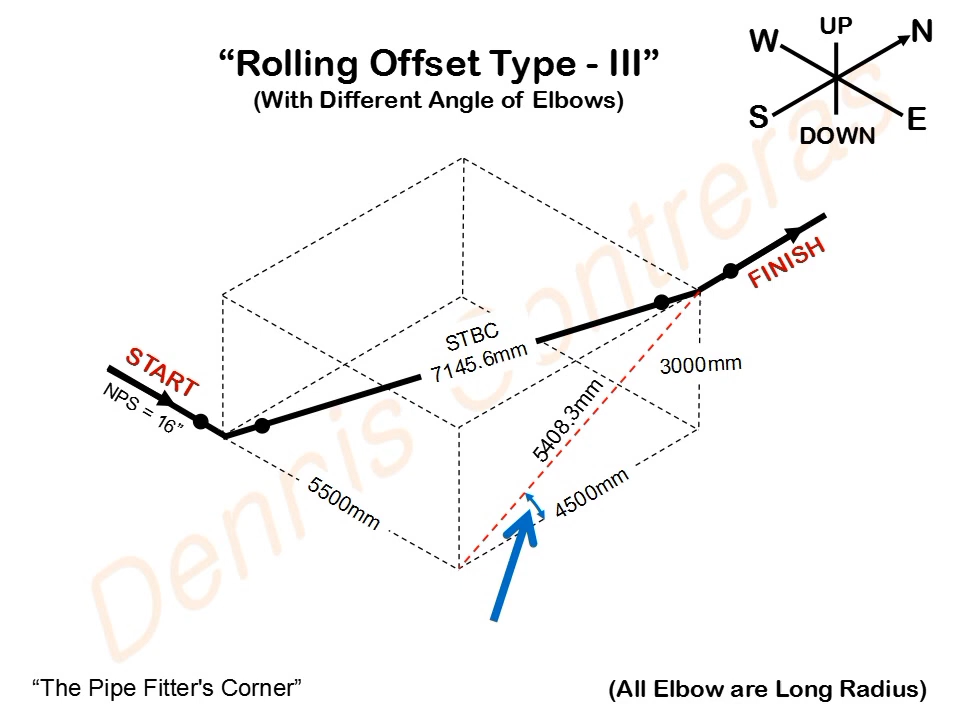 “Rolling Offset Type - III”
(With Different Angle of Elbows)
UP
W
N
S
E
DOWN
START
NPS = 16”
FINISH
STBC
7145.6mm
3000mm
5408.3mm
4500mm
5500mm
Dennis Contreras
“The Pipe Fitter's Corner”
(All Elbow are Long Radius)